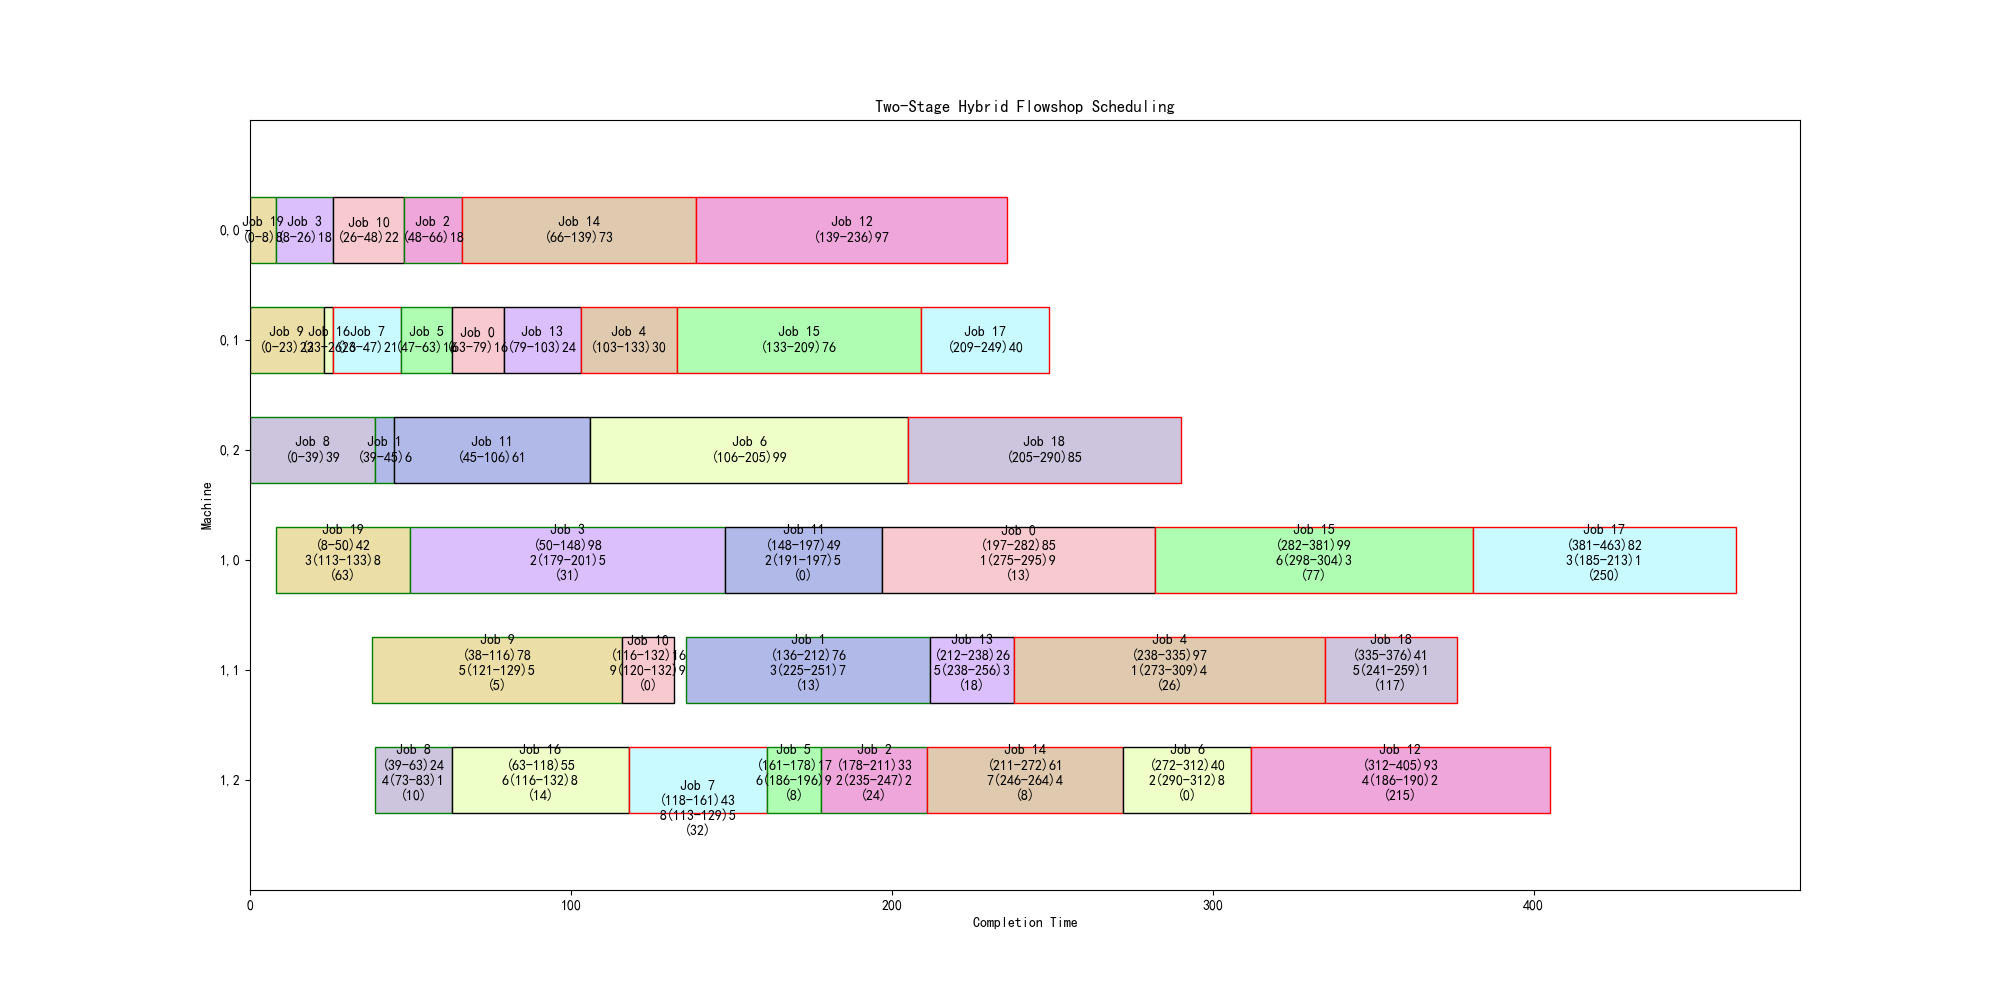 Two-Stage Hybrid Flowshop Scheduling
Machine
0,0
Job 19
(0-8)8
Job 3
(8-26)18
Job 10
(26-48)22
Job 2
(48-66)18
Job 14
(66-139)73
Job 12
(139-236)97
0,1
Job 9
(0-23)23
Job 16
(23-26)3
Job 7
(26-47)21
Job 5
(47-63)16
Job 0
(63-79)16
Job 13
(79-103)24
Job 4
(103-133)30
Job 15
(133-209)76
Job 17
(209-249)40
0,2
Job 8
(0-39)39
Job 1
(39-45)6
Job 11
(45-106)61
Job 6
(106-205)99
Job 18
(205-290)85
1,0
Job 19
(8-50)42
3(113-133)8
(63)
Job 3
(50-148)98
2(179-201)5
(31)
Job 11
(148-197)49
2(191-197)5
(0)
Job 0
(197-282)85
1(275-295)9
(13)
Job 15
(282-381)99
6(298-304)3
(77)
Job 17
(381-463)82
3(185-213)1
(250)
1,1
Job 9
(38-116)78
5(121-129)5
(5)
Job 10
(116-132)16
9(120-132)9
(0)
Job 1
(136-212)76
3(225-251)7
(13)
Job 13
(212-238)26
5(238-256)3
(18)
Job 4
(238-335)97
1(273-309)4
(26)
Job 18
(335-376)41
5(241-259)1
(117)
1,2
Job 8
(39-63)24
4(73-83)1
(10)
Job 16
(63-118)55
6(116-132)8
(14)
Job 7
(118-161)43
8(113-129)5
(32)
Job 5
(161-178)17
6(186-196)9
(8)
Job 2
(178-211)33
2(235-247)2
(24)
Job 14
(211-272)61
7(246-264)4
(8)
Job 6
(272-312)40
2(290-312)8
(0)
Job 12
(312-405)93
4(186-190)2
(215)
0
100
200
300
400
Completion Time